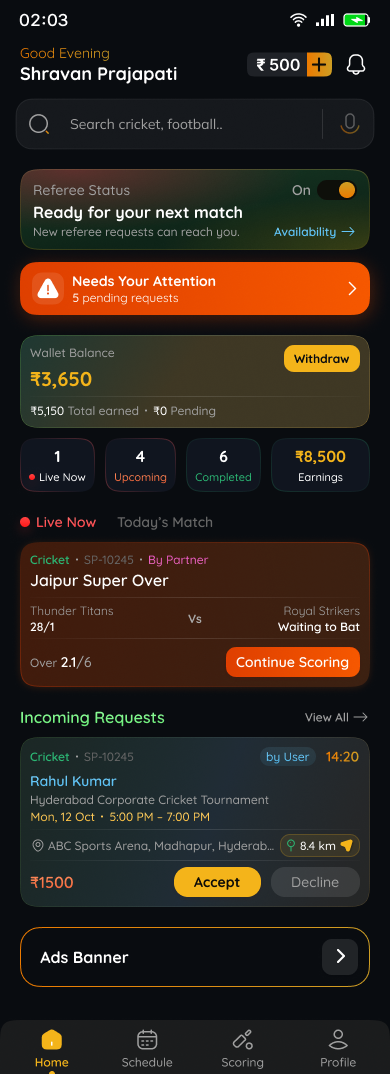 02:03
Good Evening
Shravan Prajapati
₹ 500 +
Search cricket, football..
Referee Status
On
Ready for your next match
New referee requests can reach you.
Availability →
Needs Your Attention
5 pending requests
Wallet Balance
Withdraw
₹3,650
₹5,150 Total earned • ₹0 Pending
1
Live Now
4
Upcoming
6
Completed
₹8,500
Earnings
Live Now
Today's Match
Cricket • SP-10245 • By Partner
Jaipur Super Over
Thunder Titans
28/1
Vs
Royal Strikers
Waiting to Bat
Over 2.1/6
Continue Scoring
Incoming Requests
View All →
Cricket • SP-10245
by User
14:20
Rahul Kumar
Hyderabad Corporate Cricket Tournament
Mon, 12 Oct • 5:00 PM – 7:00 PM
ABC Sports Arena, Madhapur, Hyderab...
8.4 km
₹1500
Accept
Decline
Ads Banner
Home
Schedule
Scoring
Profile